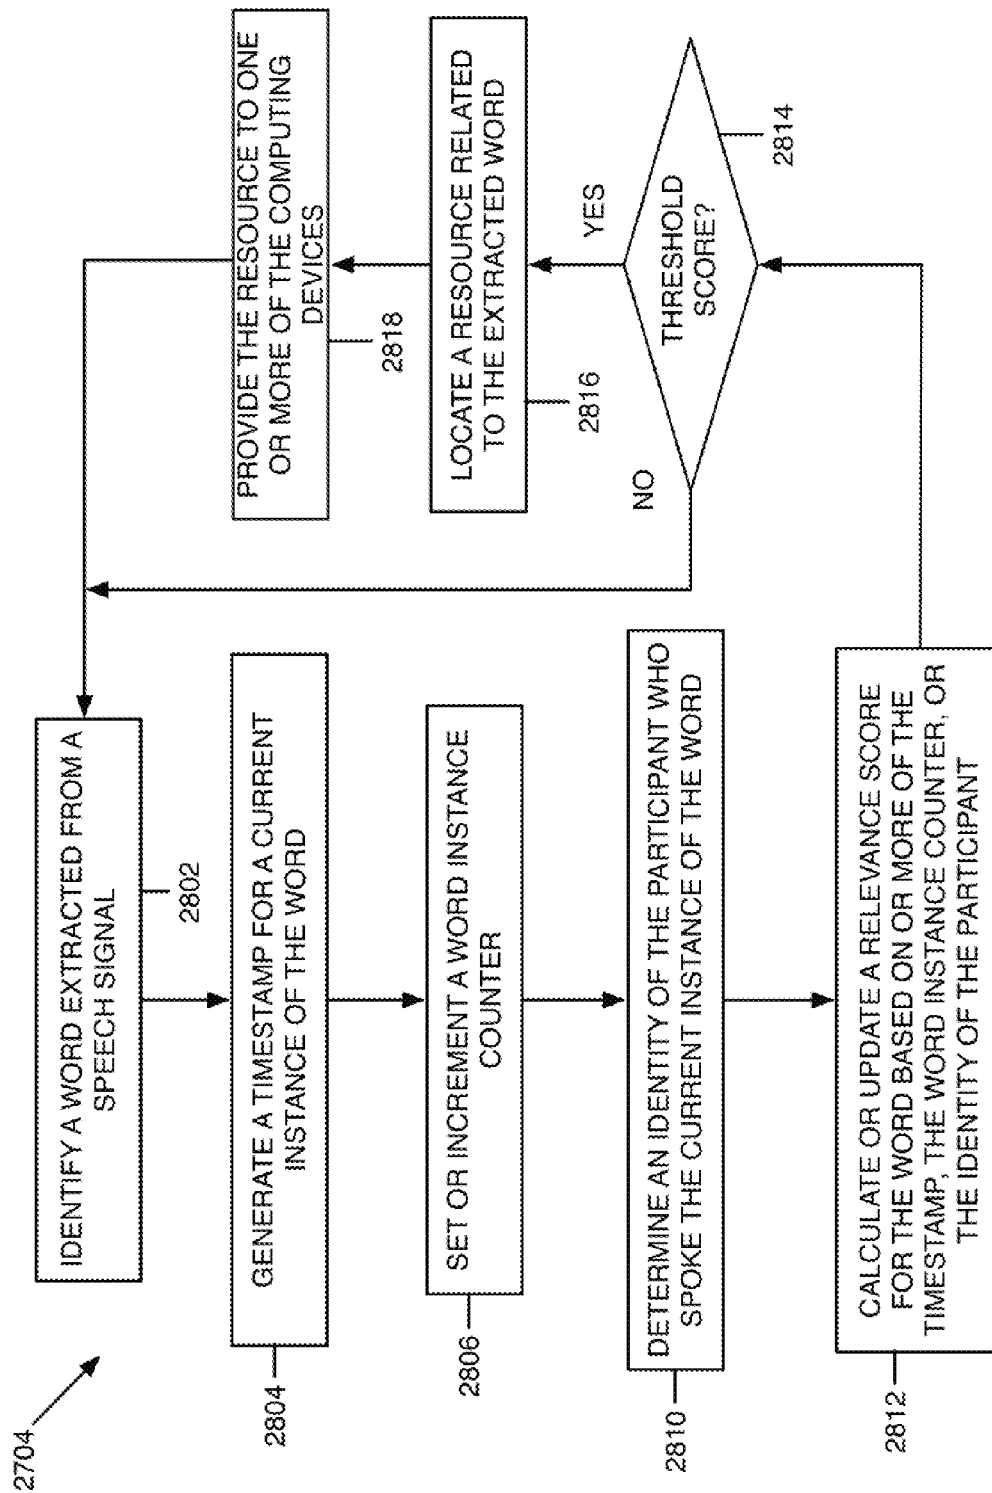 2704
IDENTIFY A WORD EXTRACTED FROM A
SPEECH SIGNAL
2802
GENERATE A TIMESTAMP FOR A CURRENT
INSTANCE OF THE WORD
2804
SET OR INCREMENT A WORD INSTANCE
COUNTER
2806
DETERMINE AN IDENTITY OF THE PARTICIPANT WHO
SPOKE THE CURRENT INSTANCE OF THE WORD
2810
CALCULATE OR UPDATE A RELEVANCE SCORE
FOR THE WORD BASED ON OR MORE OF THE
TIMESTAMP, THE WORD INSTANCE COUNTER, OR
THE IDENTITY OF THE PARTICIPANT
2812
THRESHOLD
SCORE?
2814
NO
YES
LOCATE A RESOURCE RELATED
TO THE EXTRACTED WORD
2816
PROVIDE THE RESOURCE TO ONE
OR MORE OF THE COMPUTING
DEVICES
2818